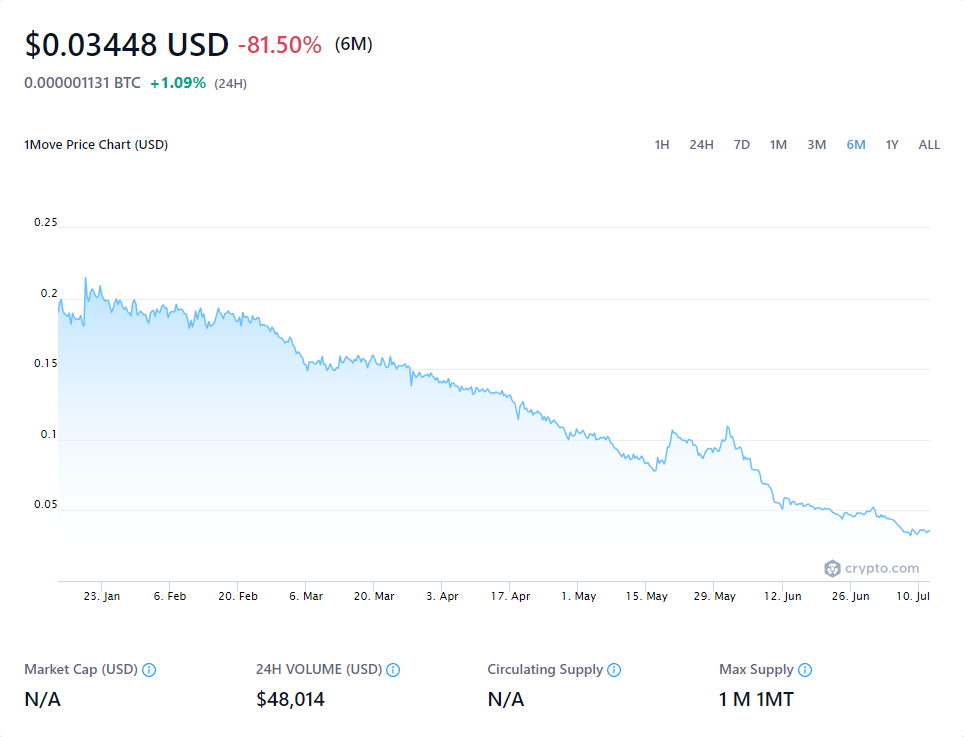 $0.03448 USD -81.50% (6M)
0.000001131 BTC +1.09% (24H)
1Move Price Chart (USD) 1H 24H 7D 1M 3M 6M 1Y ALL
0.25
0.2
0.15
0.1
0.05
crypto.com
23. Jan 6. Feb 20. Feb 6. Mar 20. Mar 3. Apr 17. Apr 1. May 15. May 29. May 12. Jun 26. Jun 10. Jul
Market Cap (USD) 24H VOLUME (USD) Circulating Supply Max Supply
N/A $48,014 N/A 1 M 1MT